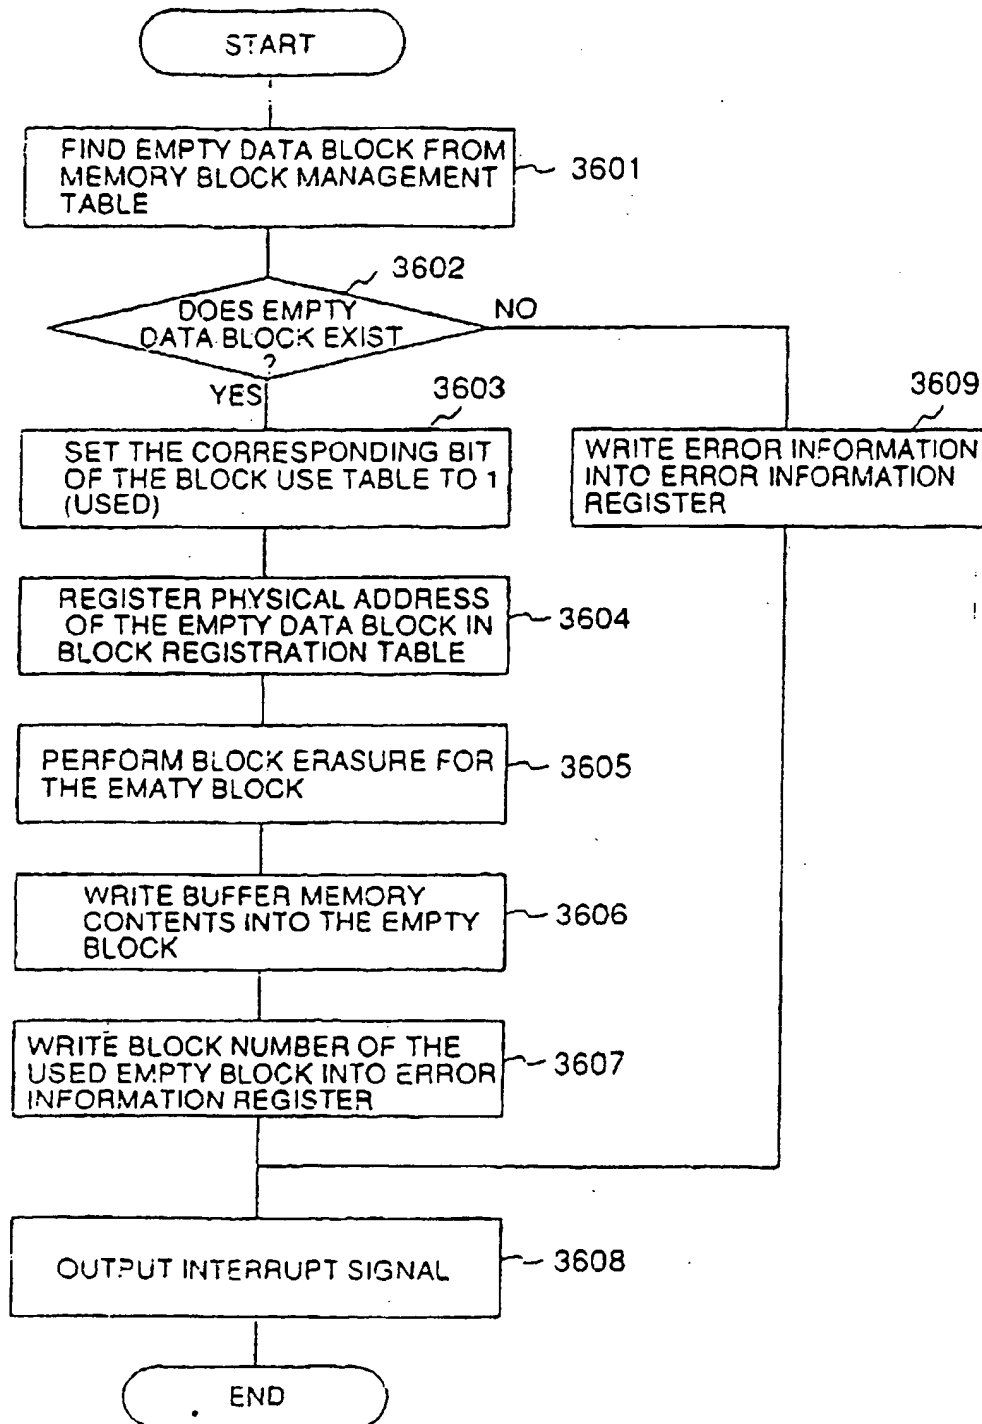 START
FIND EMPTY DATA BLOCK FROM
MEMORY BLOCK MANAGEMENT
TABLE
3601
3602
DOES EMPTY
DATA BLOCK EXIST
?
NO
YES
3603
SET THE CORRESPONDING BIT
OF THE BLOCK USE TABLE TO 1
(USED)
3609
WRITE ERROR INFORMATION
INTO ERROR INFORMATION
REGISTER
REGISTER PHYSICAL ADDRESS
OF THE EMPTY DATA BLOCK IN
BLOCK REGISTRATION TABLE
3604
PERFORM BLOCK ERASURE FOR
THE EMATY BLOCK
3605
WRITE BUFFER MEMORY
CONTENTS INTO THE EMPTY
BLOCK
3606
WRITE BLOCK NUMBER OF THE
USED EMPTY BLOCK INTO ERROR
INFORMATION REGISTER
3607
OUTPUT INTERRUPT SIGNAL
3608
END